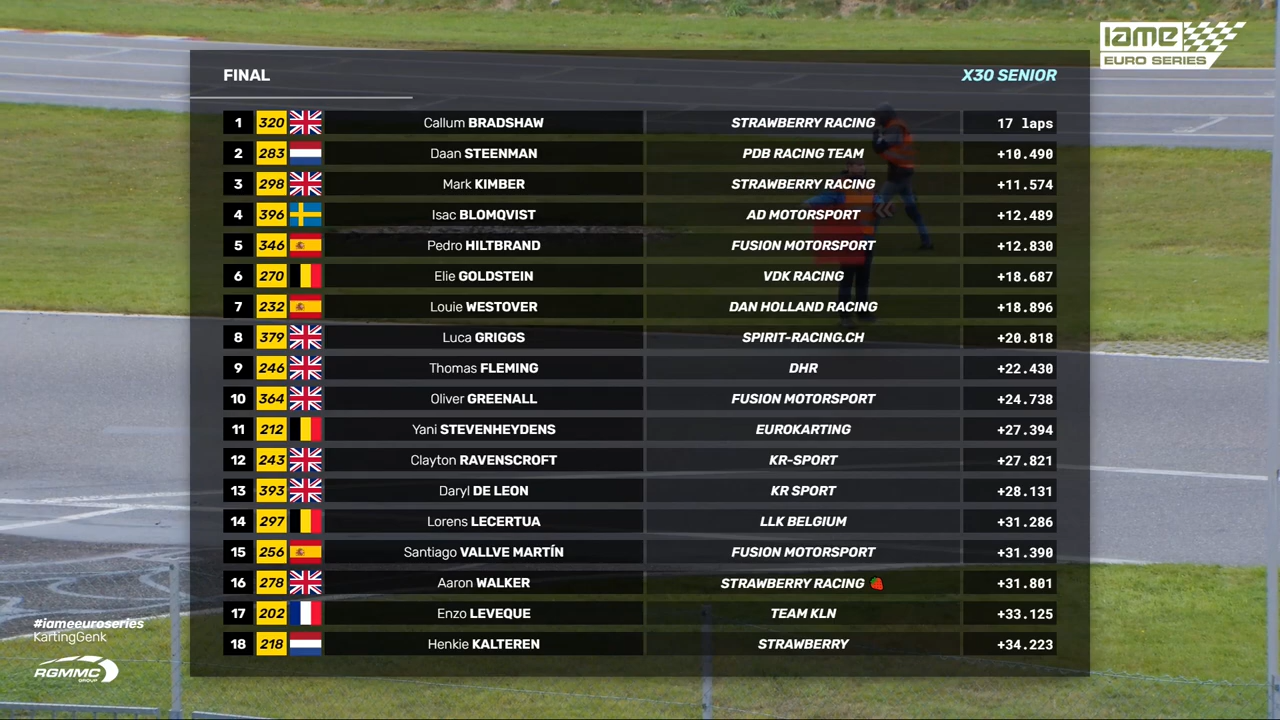 iame
EURO SERIES
FINAL X30 SENIOR
1 320 Callum BRADSHAW STRAWBERRY RACING 17 laps
2 283 Daan STEENMAN PDB RACING TEAM +10.490
3 298 Mark KIMBER STRAWBERRY RACING +11.574
4 396 Isac BLOMQVIST AD MOTORSPORT +12.489
5 346 Pedro HILTBRAND FUSION MOTORSPORT +12.830
6 270 Elie GOLDSTEIN VDK RACING +18.687
7 232 Louie WESTOVER DAN HOLLAND RACING +18.896
8 379 Luca GRIGGS SPIRIT-RACING.CH +20.818
9 246 Thomas FLEMING DHR +22.430
10 364 Oliver GREENALL FUSION MOTORSPORT +24.738
11 212 Yani STEVENHEYDENS EUROKARTING +27.394
12 243 Clayton RAVENSCROFT KR-SPORT +27.821
13 393 Daryl DE LEON KR SPORT +28.131
14 297 Lorens LECERTUA LLK BELGIUM +31.286
15 256 Santiago VALLVE MARTÍN FUSION MOTORSPORT +31.390
16 278 Aaron WALKER STRAWBERRY RACING 🍓 +31.801
17 202 Enzo LEVEQUE TEAM KLN +33.125
18 218 Henkie KALTEREN STRAWBERRY +34.223
#iameeuroseries
KartingGenk
RGMMC
GROUP